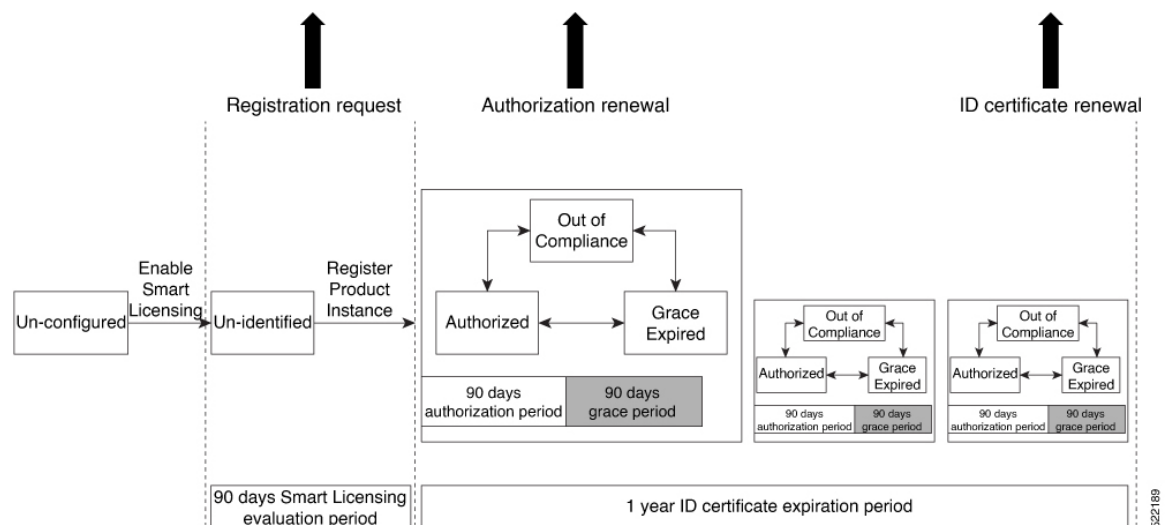 Registration request
Authorization renewal
ID certificate renewal
Enable
Smart
Licensing
Register
Product
Instance
Un-configured
Un-identified
Out of
Compliance
Authorized
Grace
Expired
90 days
authorization period
90 days
grace period
Out of
Compliance
Authorized
Grace
Expired
90 days
authorization period
90 days
grace period
Out of
Compliance
Authorized
Grace
Expired
90 days
authorization period
90 days
grace period
90 days Smart Licensing
evaluation period
1 year ID certificate expiration period